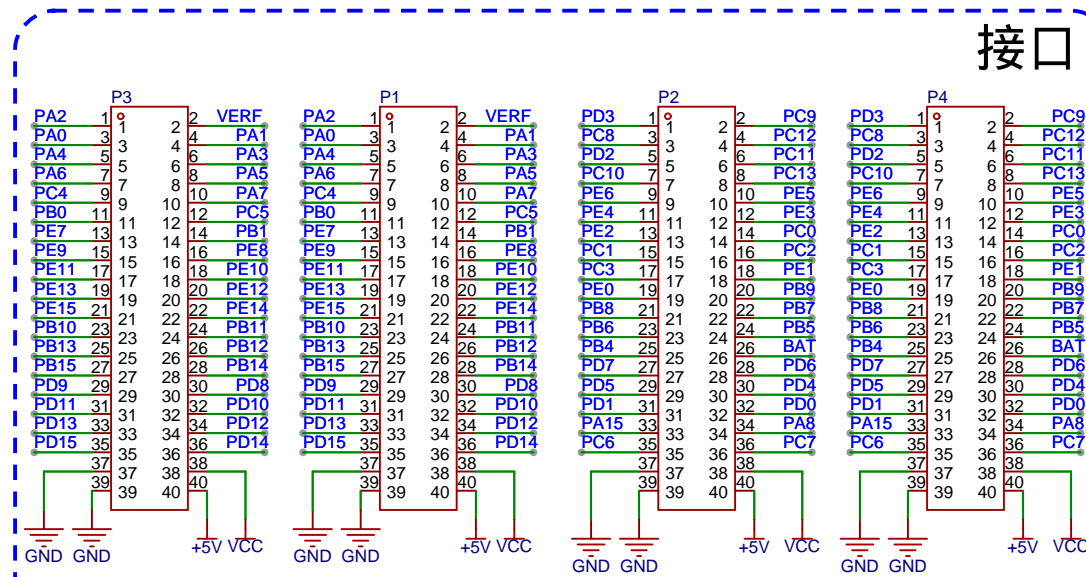 接口
P3
PA2 1 1 2 2 VERF
PA0 3 3 4 4 PA1
PA4 5 5 6 6 PA3
PA6 7 7 8 8 PA5
PC4 9 9 10 10 PA7
PB0 11 11 12 12 PC5
PE7 13 13 14 14 PB1
PE9 15 15 16 16 PE8
PE11 17 17 18 18 PE10
PE13 19 19 20 20 PE12
PE15 21 21 22 22 PE14
PB10 23 23 24 24 PB11
PB13 25 25 26 26 PB12
PB15 27 27 28 28 PB14
PD9 29 29 30 30 PD8
PD11 31 31 32 32 PD10
PD13 33 33 34 34 PD12
PD15 35 35 36 36 PD14
37 37 38 38
39 39 40 40
GND GND +5V VCC
P1
PA2 1 1 2 2 VERF
PA0 3 3 4 4 PA1
PA4 5 5 6 6 PA3
PA6 7 7 8 8 PA5
PC4 9 9 10 10 PA7
PB0 11 11 12 12 PC5
PE7 13 13 14 14 PB1
PE9 15 15 16 16 PE8
PE11 17 17 18 18 PE10
PE13 19 19 20 20 PE12
PE15 21 21 22 22 PE14
PB10 23 23 24 24 PB11
PB13 25 25 26 26 PB12
PB15 27 27 28 28 PB14
PD9 29 29 30 30 PD8
PD11 31 31 32 32 PD10
PD13 33 33 34 34 PD12
PD15 35 35 36 36 PD14
37 37 38 38
39 39 40 40
GND GND +5V VCC
P2
PD3 1 1 2 2 PC9
PC8 3 3 4 4 PC12
PD2 5 5 6 6 PC11
PC10 7 7 8 8 PC13
PE6 9 9 10 10 PE5
PE4 11 11 12 12 PE3
PE2 13 13 14 14 PC0
PC1 15 15 16 16 PC2
PC3 17 17 18 18 PE1
PE0 19 19 20 20 PB9
PB8 21 21 22 22 PB7
PB6 23 23 24 24 PB5
PB4 25 25 26 26 BAT
PD7 27 27 28 28 PD6
PD5 29 29 30 30 PD4
PD1 31 31 32 32 PD0
PA15 33 33 34 34 PA8
PC6 35 35 36 36 PC7
37 37 38 38
39 39 40 40
GND GND +5V VCC
P4
PD3 1 1 2 2 PC9
PC8 3 3 4 4 PC12
PD2 5 5 6 6 PC11
PC10 7 7 8 8 PC13
PE6 9 9 10 10 PE5
PE4 11 11 12 12 PE3
PE2 13 13 14 14 PC0
PC1 15 15 16 16 PC2
PC3 17 17 18 18 PE1
PE0 19 19 20 20 PB9
PB8 21 21 22 22 PB7
PB6 23 23 24 24 PB5
PB4 25 25 26 26 BAT
PD7 27 27 28 28 PD6
PD5 29 29 30 30 PD4
PD1 31 31 32 32 PD0
PA15 33 33 34 34 PA8
PC6 35 35 36 36 PC7
37 37 38 38
39 39 40 40
GND GND +5V VCC